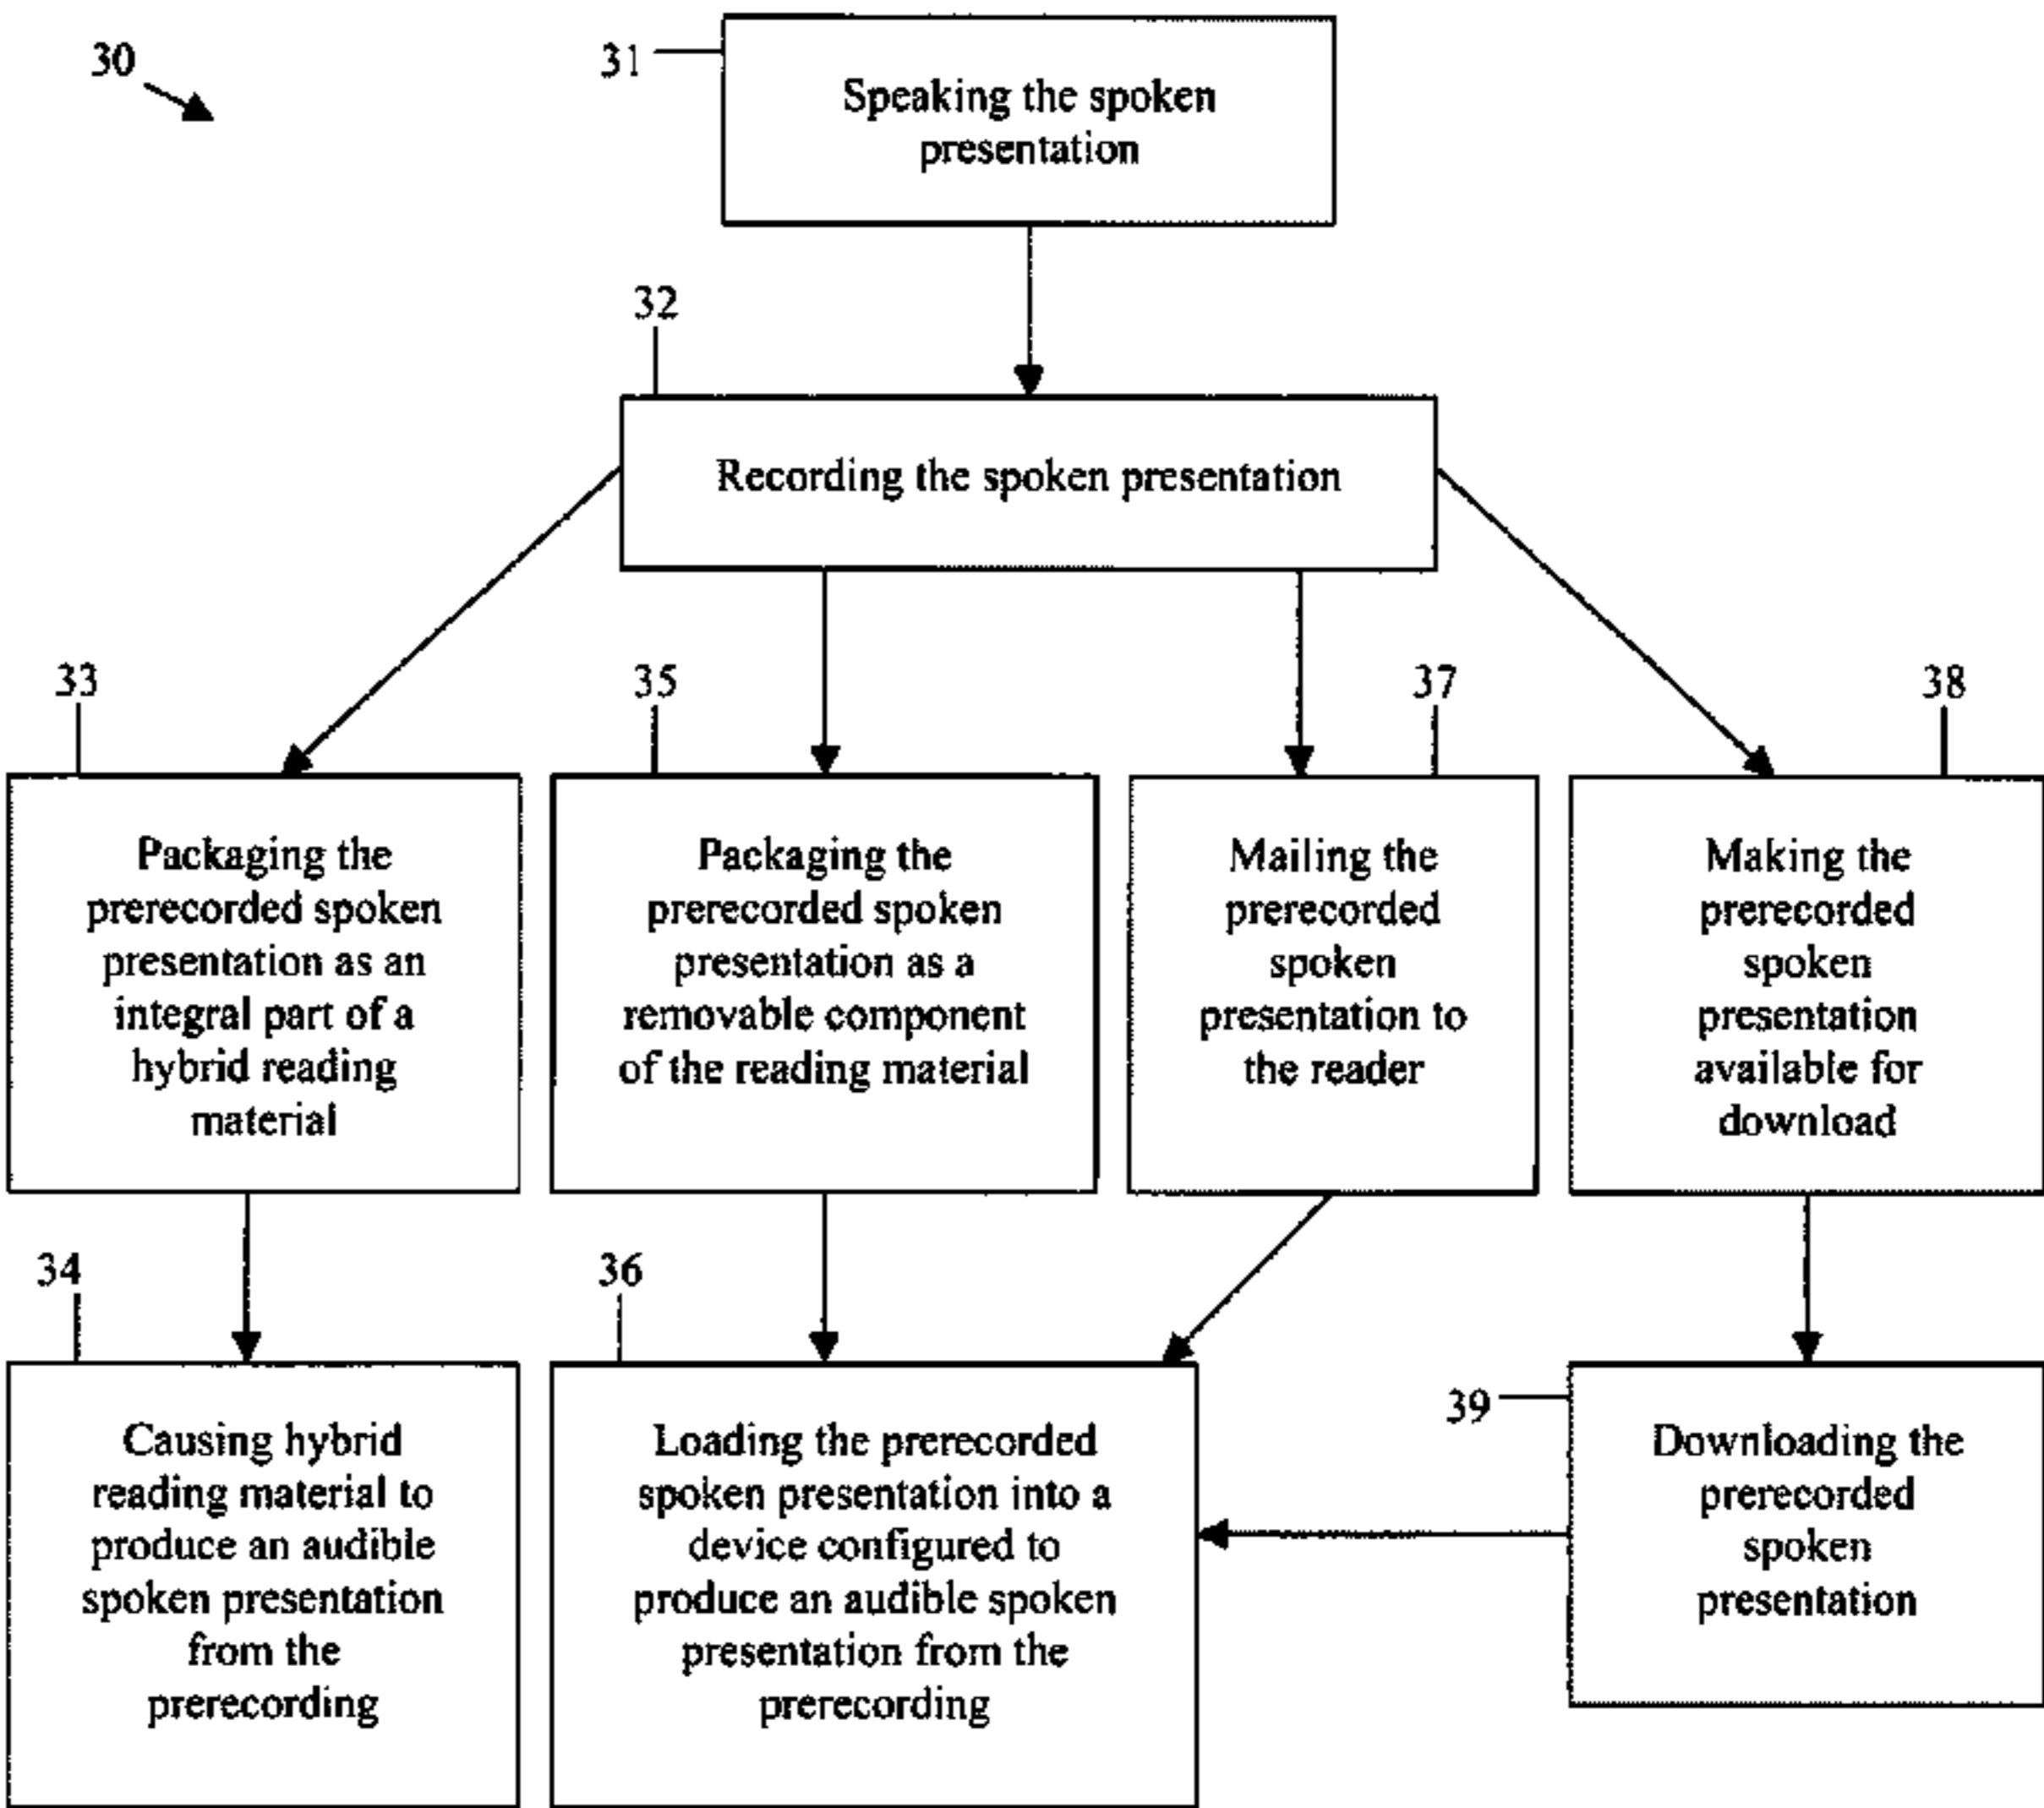 30
31
Speaking the spoken
presentation
32
Recording the spoken presentation
33
Packaging the
prerecorded spoken
presentation as an
integral part of a
hybrid reading
material
35
Packaging the
prerecorded spoken
presentation as a
removable component
of the reading material
37
Mailing the
prerecorded
spoken
presentation to
the reader
38
Making the
prerecorded
spoken
presentation
available for
download
34
Causing hybrid
reading material to
produce an audible
spoken presentation
from the
prerecording
36
Loading the prerecorded
spoken presentation into a
device configured to
produce an audible spoken
presentation from the
prerecording
39
Downloading the
prerecorded
spoken
presentation